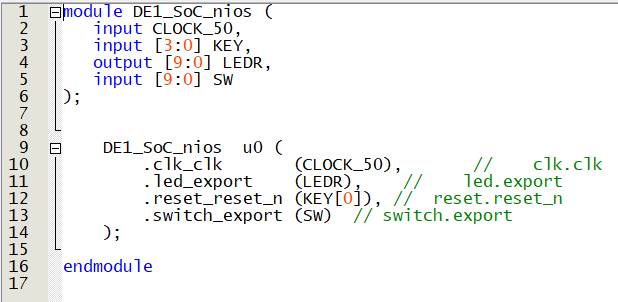 1 module DE1_SoC_nios (
2 input CLOCK_50,
3 input [3:0] KEY,
4 output [9:0] LEDR,
5 input [9:0] SW
6 );
7
8
9 DE1_SoC_nios u0 (
10 .clk_clk (CLOCK_50), // clk.clk
11 .led_export (LEDR), // led.export
12 .reset_reset_n (KEY[0]), // reset.reset_n
13 .switch_export (SW) // switch.export
14 );
15
16 endmodule
17